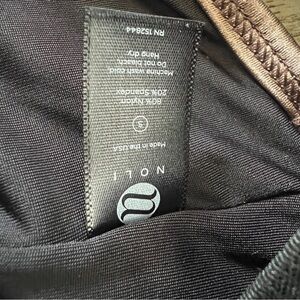 NOLI
Made in the USA
S
80% Nylon
20% Spandex
Machine wash cold
Do not bleach
Hang dry
RN 152844